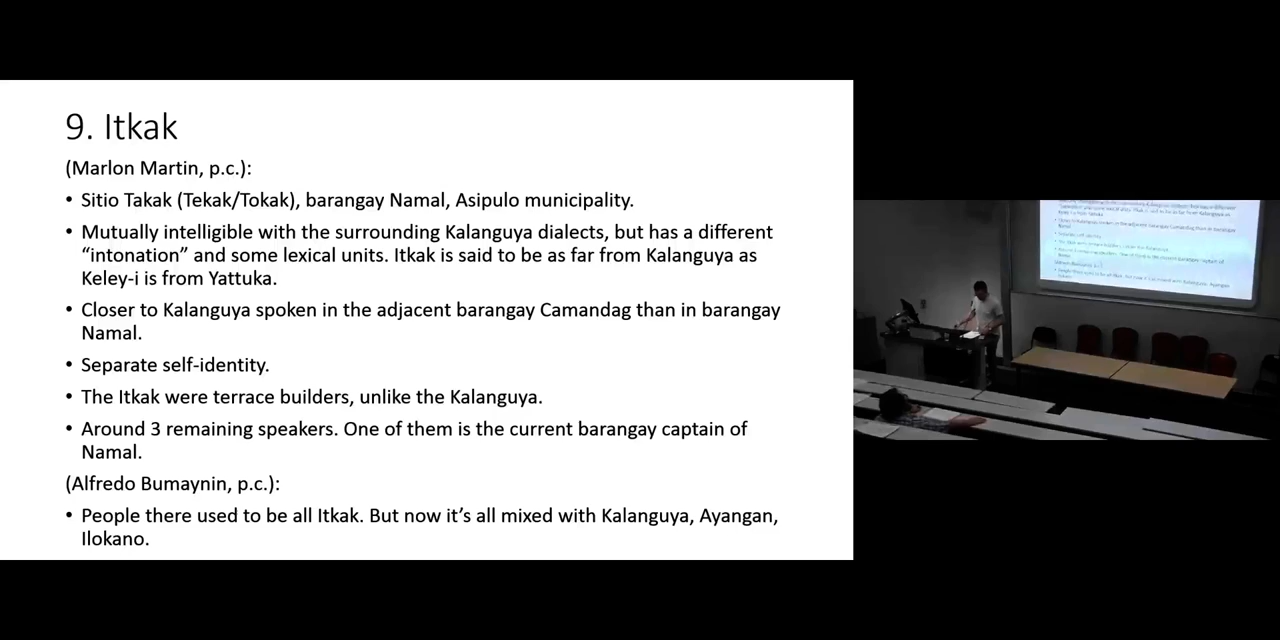 9. Itkak
(Marlon Martin, p.c.):
• Sitio Takak (Tekak/Tokak), barangay Namal, Asipulo municipality.
• Mutually intelligible with the surrounding Kalanguya dialects, but has a different
“intonation” and some lexical units. Itkak is said to be as far from Kalanguya as
Keley-i is from Yattuka.
• Closer to Kalanguya spoken in the adjacent barangay Camandag than in barangay
Namal.
• Separate self-identity.
• The Itkak were terrace builders, unlike the Kalanguya.
• Around 3 remaining speakers. One of them is the current barangay captain of
Namal.
(Alfredo Bumaynin, p.c.):
• People there used to be all Itkak. But now it’s all mixed with Kalanguya, Ayangan,
Ilokano.